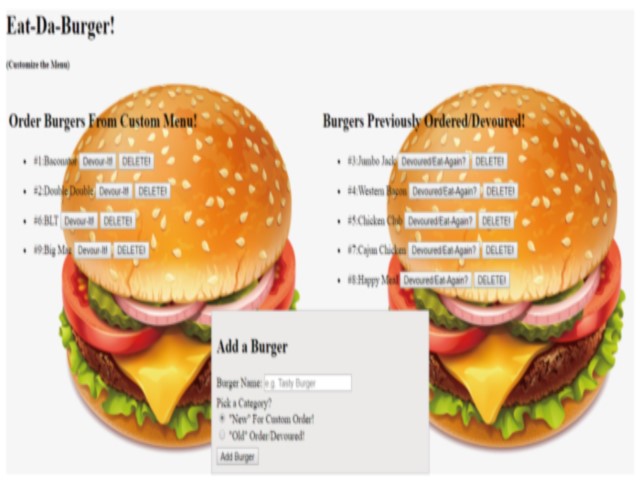 Eat-Da-Burger!
(Customize the Menu)
Order Burgers From Custom Menu!
#1:Baconator Devour-It! DELETE!
#2:Double Double Devour-It! DELETE!
#6:BLT Devour-It! DELETE!
#9:Big Mac Devour-It! DELETE!
Burgers Previously Ordered/Devoured!
#3:Jumbo Jack Devoured/Eat-Again? DELETE!
#4:Western Bacon Devoured/Eat-Again? DELETE!
#5:Chicken Club Devoured/Eat-Again? DELETE!
#7:Cajun Chicken Devoured/Eat-Again? DELETE!
#8:Happy Meal Devoured/Eat-Again? DELETE!
Add a Burger
Burger Name: e.g. Tasty Burger
Pick a Category?
"New" For Custom Order!
"Old" Order/Devoured!
Add Burger